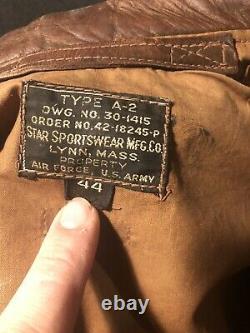 TYPE A-2
DWG. NO. 30-1415
ORDER NO. 42-18245-P
STAR SPORTSWEAR MFG. CO.
LYNN, MASS.
PROPERTY
AIR FORCE, U.S. ARMY
44